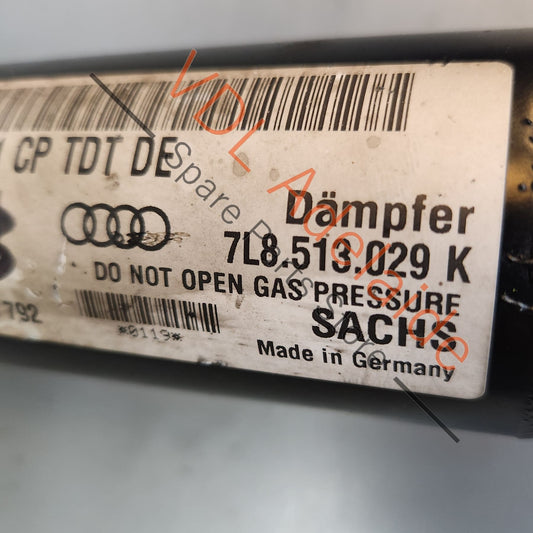 CP TDT DE
Dämpfer
7L8.513.029 K
DO NOT OPEN GAS PRESSURE
792
SACHS
*0119*
Made in Germany
VDL Adelaide
Spare Parts Store